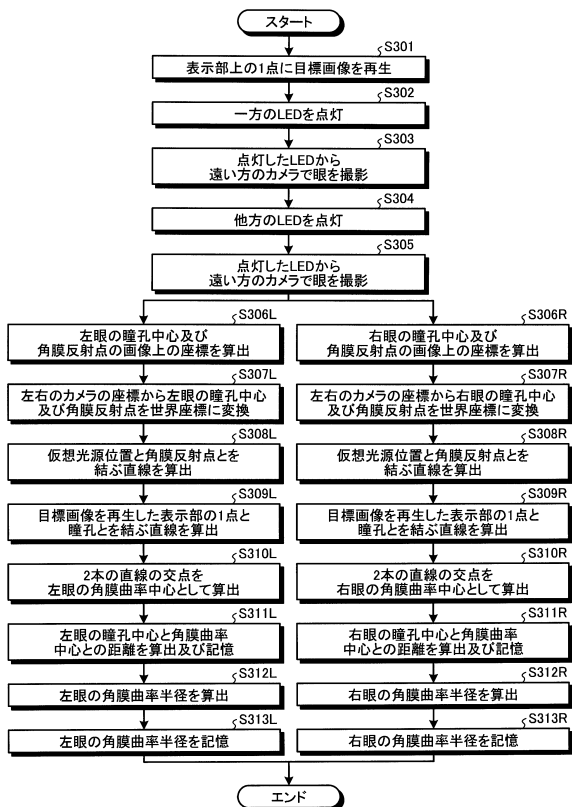 スタート
S301
表示部上の1点に目標画像を再生
S302
一方のLEDを点灯
S303
点灯したLEDから
遠い方のカメラで眼を撮影
S304
他方のLEDを点灯
S305
点灯したLEDから
遠い方のカメラで眼を撮影
S306L
左眼の瞳孔中心及び
角膜反射点の画像上の座標を算出
S307L
左右のカメラの座標から左眼の瞳孔中心
及び角膜反射点を世界座標に変換
S308L
仮想光源位置と角膜反射点とを
結ぶ直線を算出
S309L
目標画像を再生した表示部の1点と
瞳孔とを結ぶ直線を算出
S310L
2本の直線の交点を
左眼の角膜曲率中心として算出
S311L
左眼の瞳孔中心と角膜曲率
中心との距離を算出及び記憶
S312L
左眼の角膜曲率半径を算出
S313L
左眼の角膜曲率半径を記憶
S306R
右眼の瞳孔中心及び
角膜反射点の画像上の座標を算出
S307R
左右のカメラの座標から右眼の瞳孔中心
及び角膜反射点を世界座標に変換
S308R
仮想光源位置と角膜反射点とを
結ぶ直線を算出
S309R
目標画像を再生した表示部の1点と
瞳孔とを結ぶ直線を算出
S310R
2本の直線の交点を
右眼の角膜曲率中心として算出
S311R
右眼の瞳孔中心と角膜曲率
中心との距離を算出及び記憶
S312R
右眼の角膜曲率半径を算出
S313R
右眼の角膜曲率半径を記憶
エンド